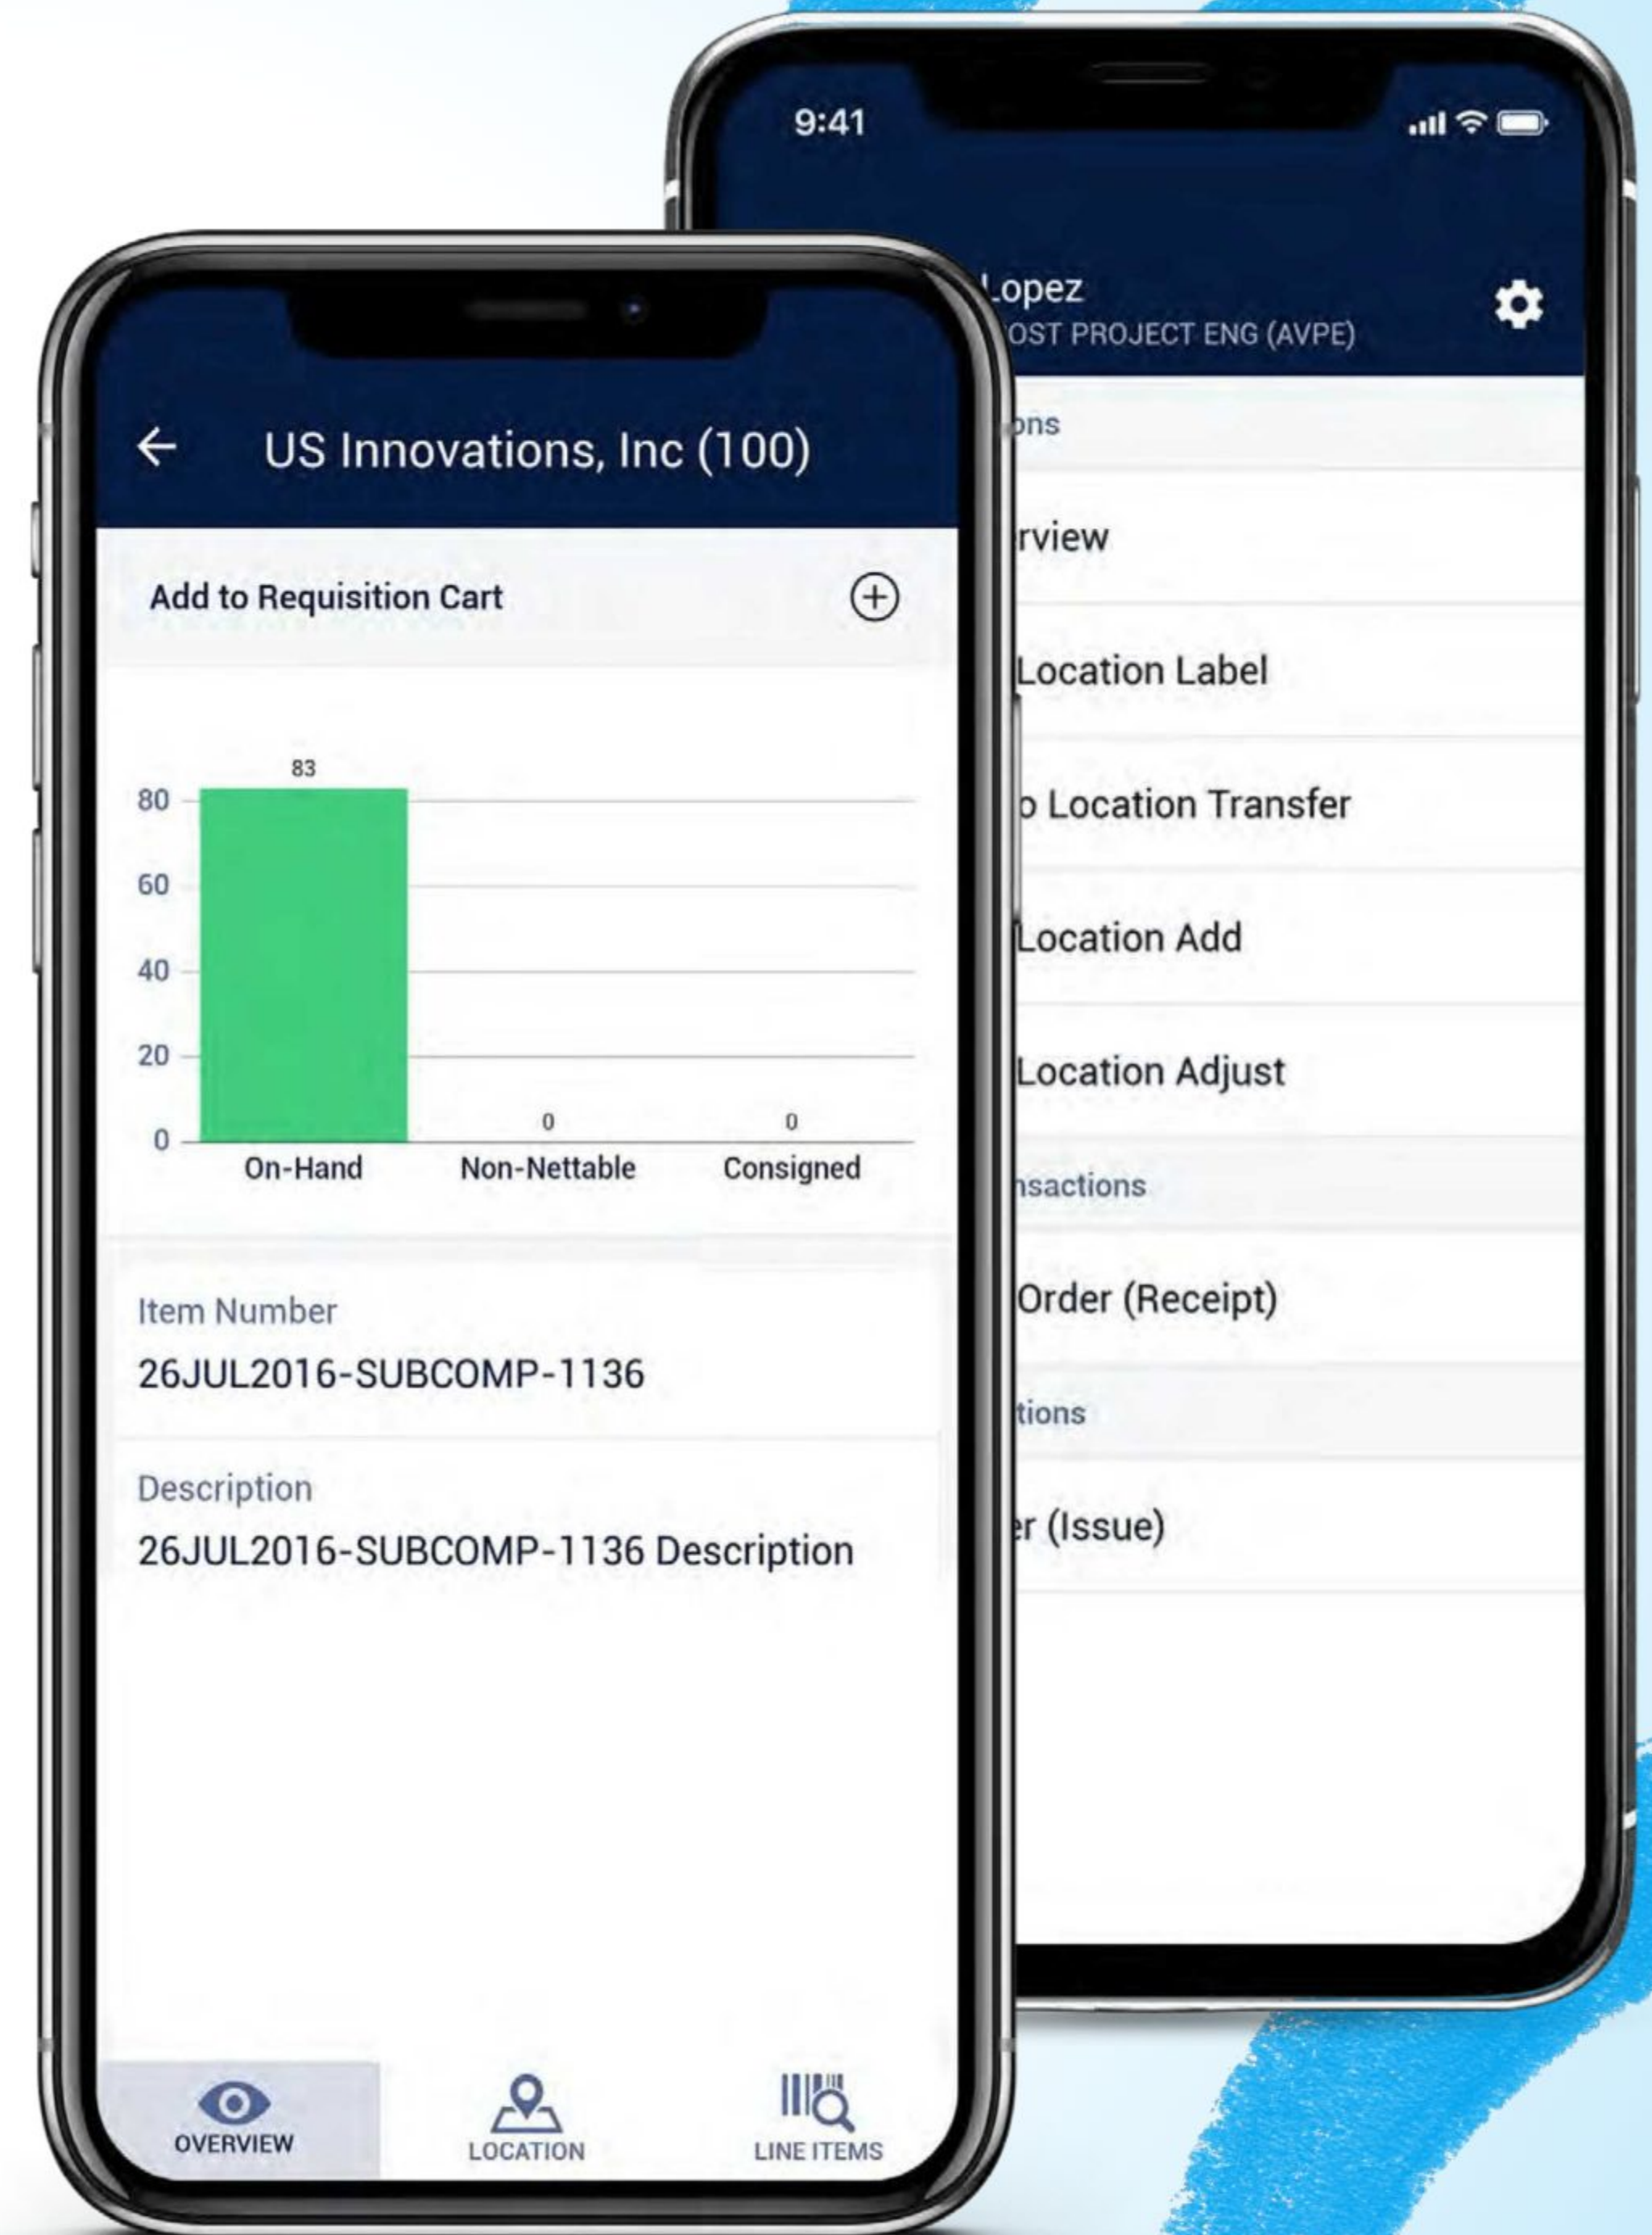 US Innovations, Inc (100)
Add to Requisition Cart
83
80
60
40
20
0
0
0
On-Hand
Non-Nettable
Consigned
Item Number
26JUL2016-SUBCOMP-1136
Description
26JUL2016-SUBCOMP-1136 Description
OVERVIEW
LOCATION
LINE ITEMS
9:41
Lopez
OST PROJECT ENG (AVPE)
ons
rview
Location Label
o Location Transfer
Location Add
Location Adjust
nsactions
Order (Receipt)
tions
er (Issue)